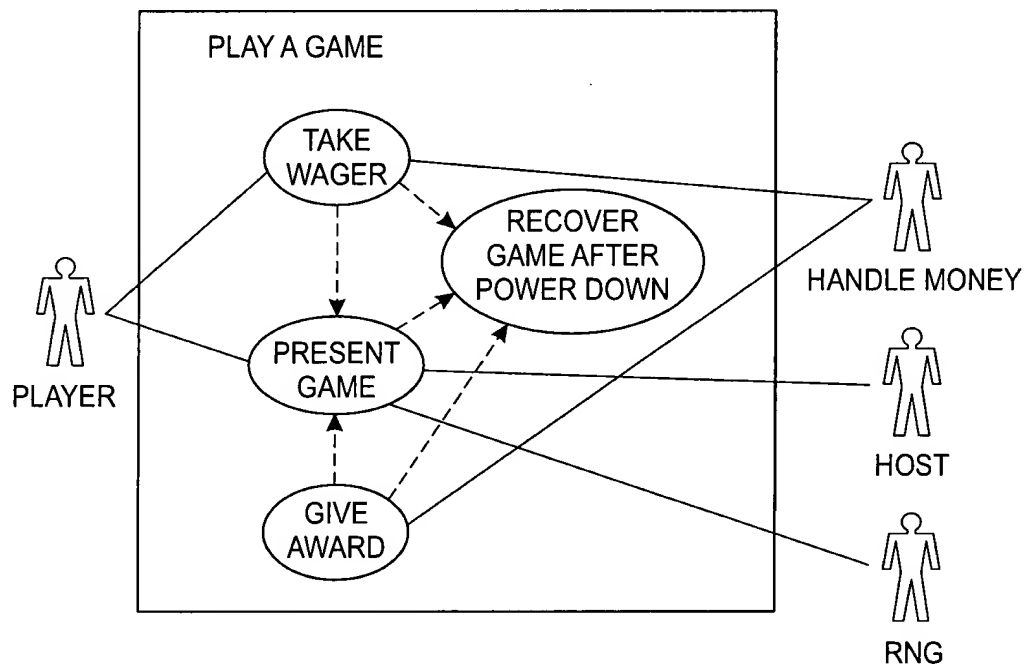 PLAY A GAME
TAKE
WAGER
RECOVER
GAME AFTER
POWER DOWN
HANDLE MONEY
PRESENT
GAME
PLAYER
HOST
GIVE
AWARD
RNG